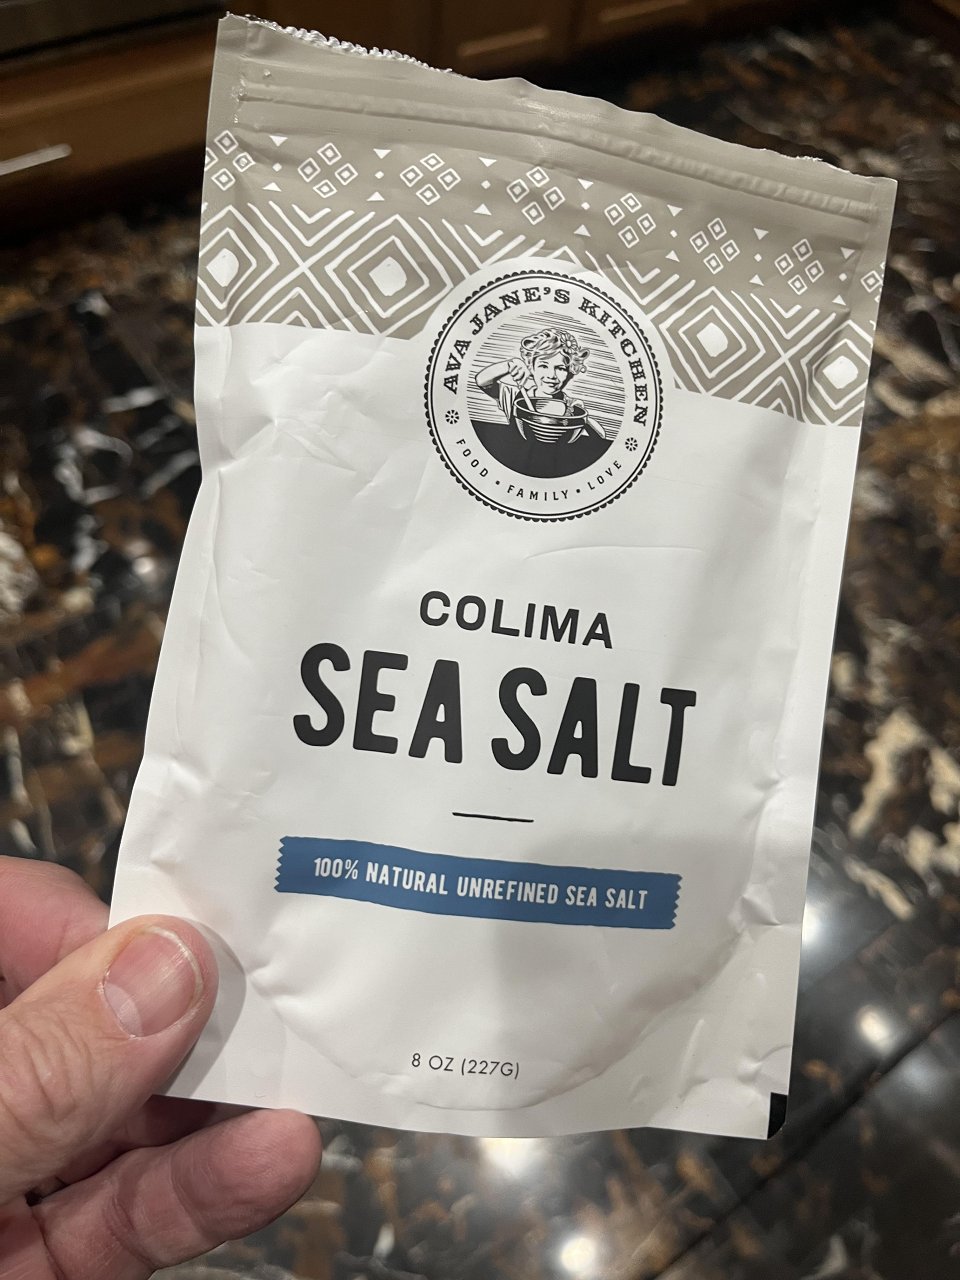 AVA JANE'S KITCHEN
FOOD • FAMILY • LOVE
COLIMA
SEA SALT
100% NATURAL UNREFINED SEA SALT
8 OZ (227G)